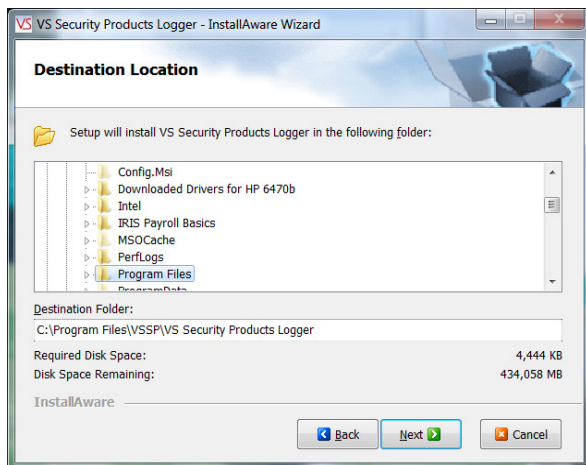 VS VS Security Products Logger - InstallAware Wizard
Destination Location
Setup will install VS Security Products Logger in the following folder:
Config.Msi
Downloaded Drivers for HP 6470b
Intel
IRIS Payroll Basics
MSOCache
PerfLogs
Program Files
ProgramData
Destination Folder:
C:\Program Files\VSSP\VS Security Products Logger
Required Disk Space: 4,444 KB
Disk Space Remaining: 434,058 MB
InstallAware
Back Next Cancel